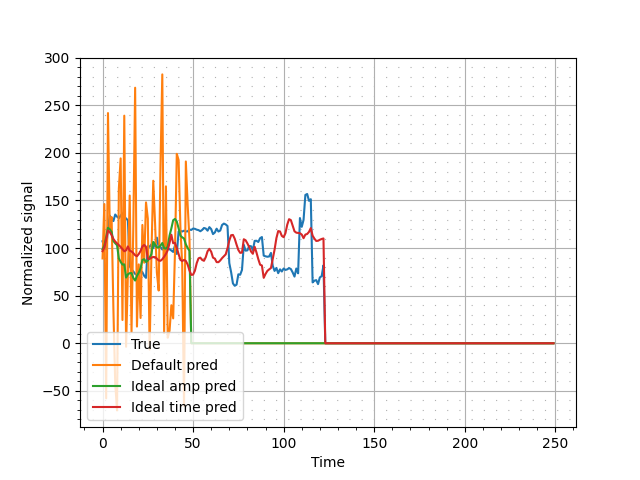 300
250
200
150
100
50
0
−50
Normalized signal
True
Default pred
Ideal amp pred
Ideal time pred
0 50 100 150 200 250
Time